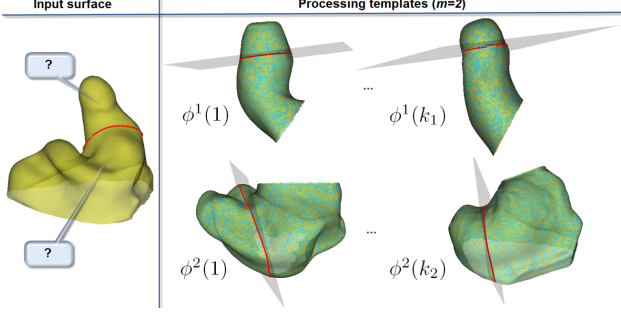 Input surface
Processing templates (m=2)
?
?
...
ϕ¹(1)
ϕ¹(k₁)
...
ϕ²(1)
ϕ²(k₂)